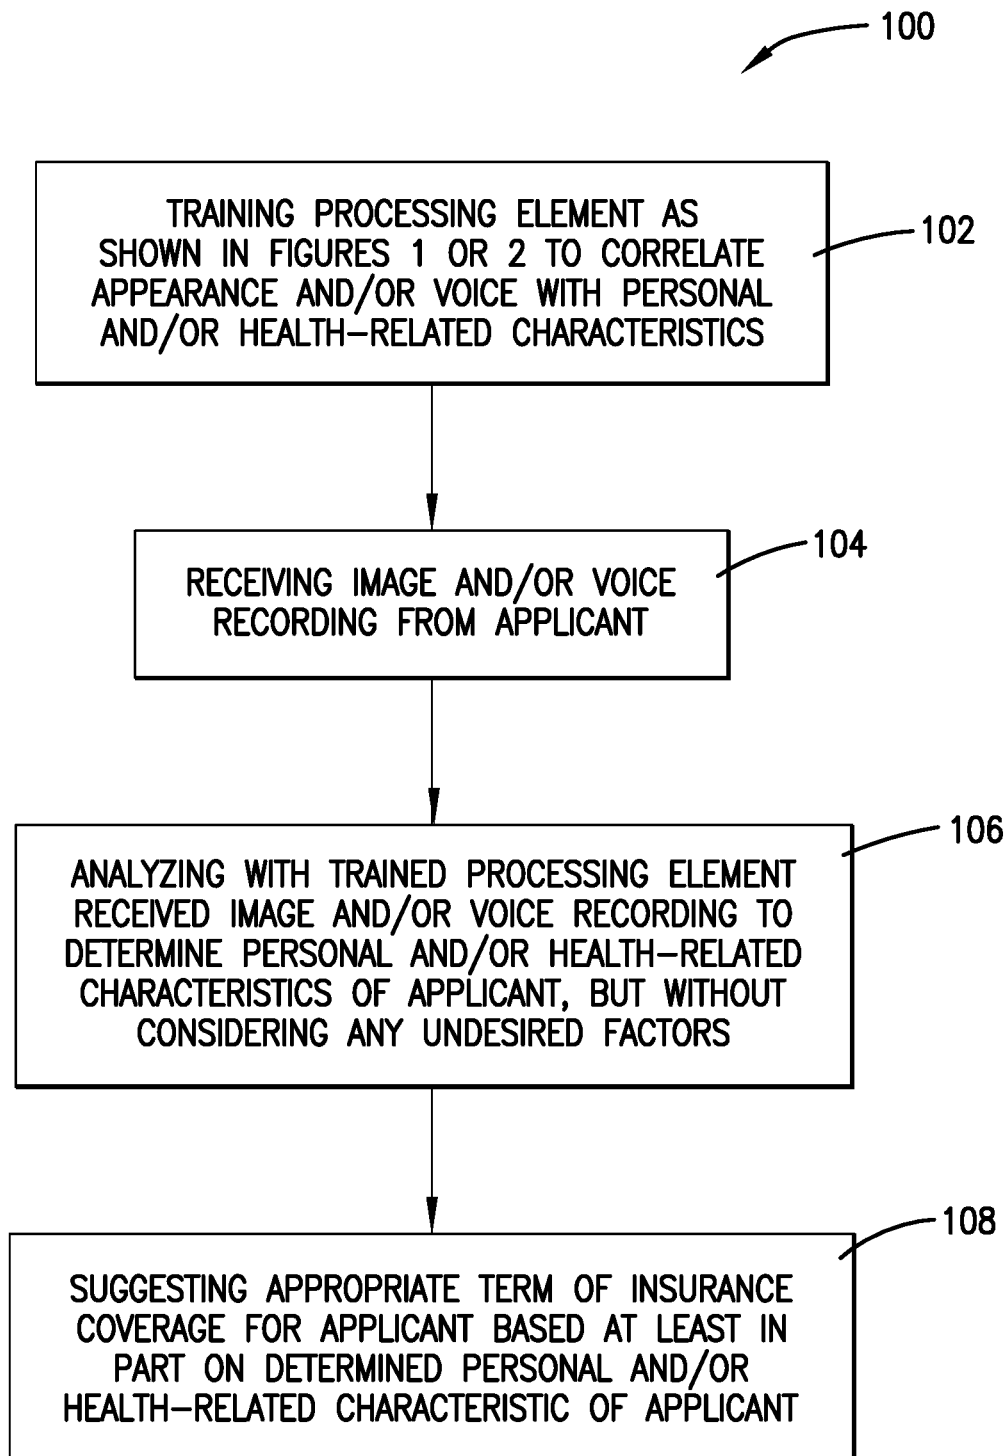 100
TRAINING PROCESSING ELEMENT AS
SHOWN IN FIGURES 1 OR 2 TO CORRELATE
APPEARANCE AND/OR VOICE WITH PERSONAL
AND/OR HEALTH-RELATED CHARACTERISTICS
102
RECEIVING IMAGE AND/OR VOICE
RECORDING FROM APPLICANT
104
ANALYZING WITH TRAINED PROCESSING ELEMENT
RECEIVED IMAGE AND/OR VOICE RECORDING TO
DETERMINE PERSONAL AND/OR HEALTH-RELATED
CHARACTERISTICS OF APPLICANT, BUT WITHOUT
CONSIDERING ANY UNDESIRED FACTORS
106
SUGGESTING APPROPRIATE TERM OF INSURANCE
COVERAGE FOR APPLICANT BASED AT LEAST IN
PART ON DETERMINED PERSONAL AND/OR
HEALTH-RELATED CHARACTERISTIC OF APPLICANT
108